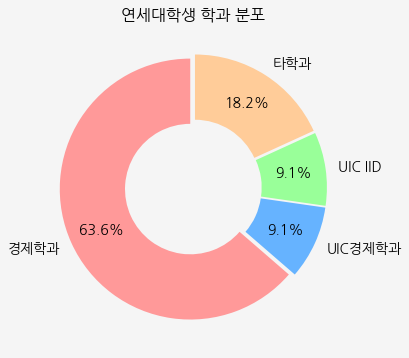 연세대학생 학과 분포
타학과
18.2%
UIC IID
9.1%
63.6%
9.1%
경제학과
UIC경제학과